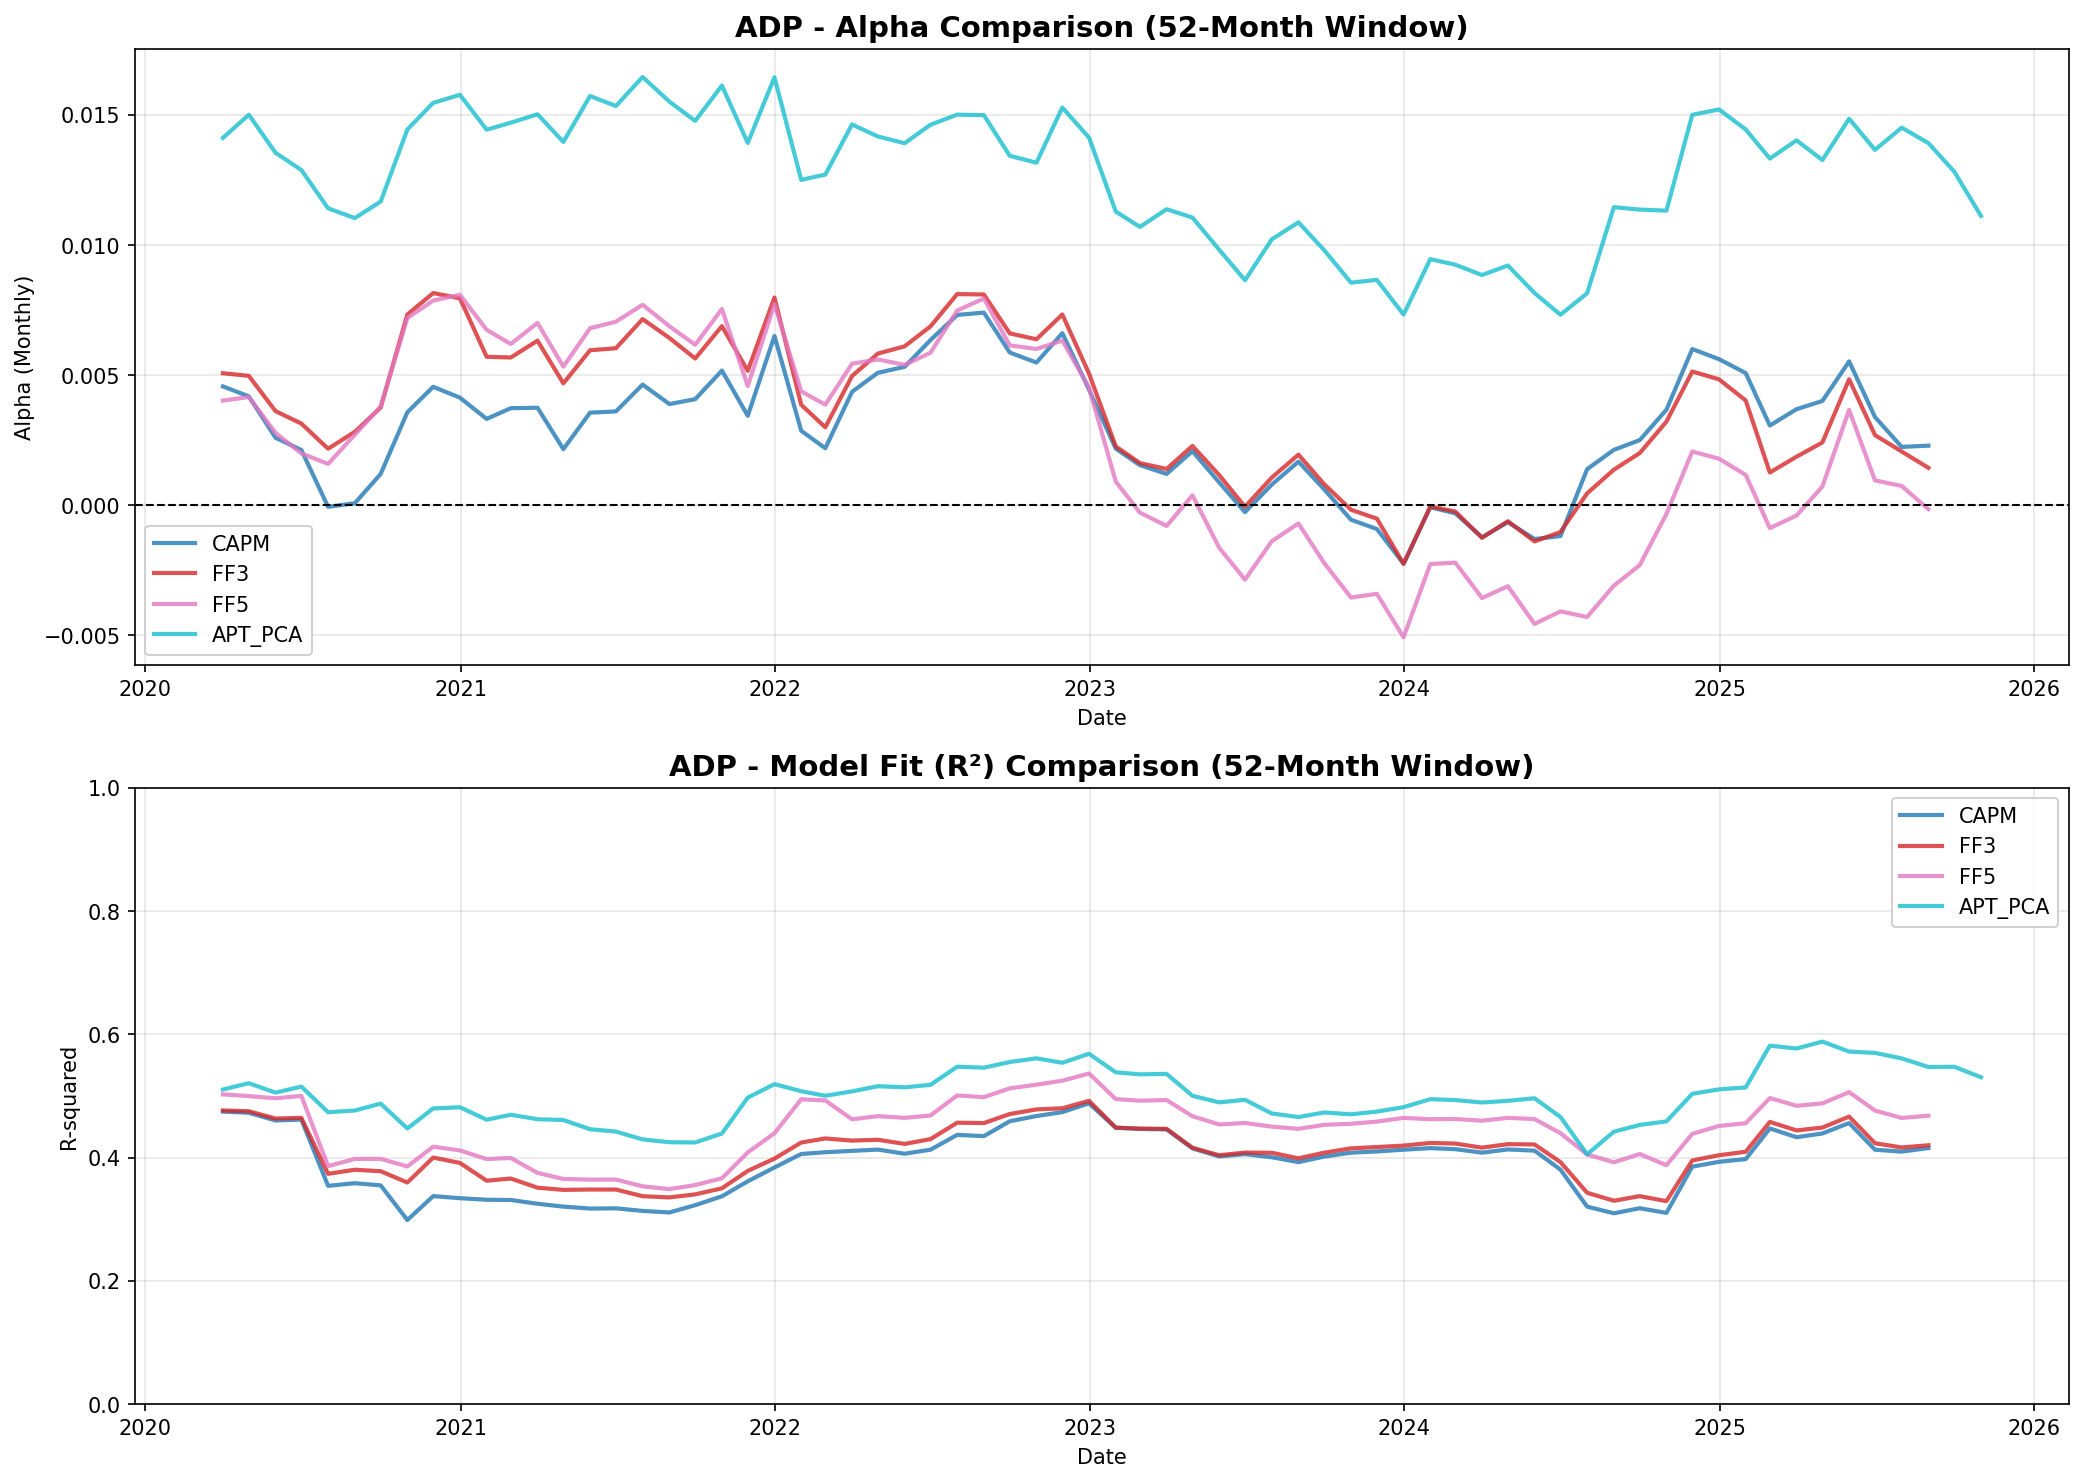 ADP - Alpha Comparison (52-Month Window)
Alpha (Monthly)
0.015
0.010
0.005
0.000
−0.005
CAPM
FF3
FF5
APT_PCA
2020 2021 2022 2023 2024 2025 2026
Date
ADP - Model Fit (R²) Comparison (52-Month Window)
R-squared
1.0
0.8
0.6
0.4
0.2
0.0
CAPM
FF3
FF5
APT_PCA
2020 2021 2022 2023 2024 2025 2026
Date